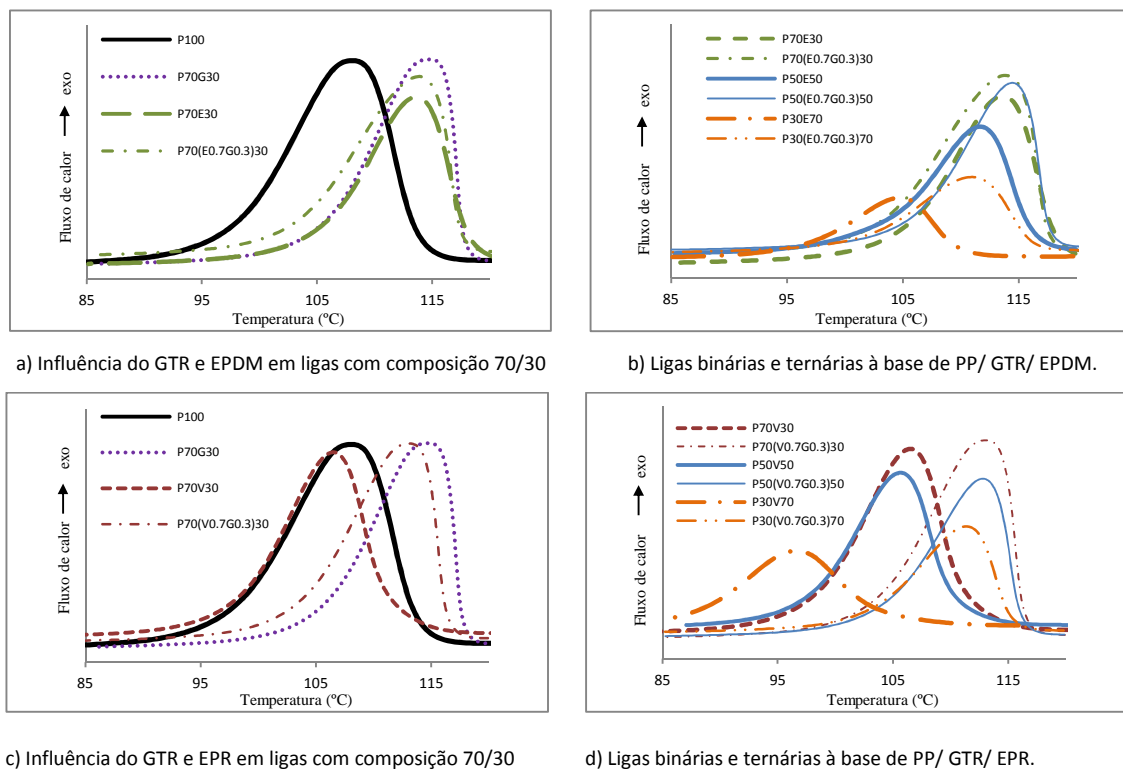 P100
P70G30
P70E30
P70(E0.7G0.3)30
Fluxo de calor → exo
85 95 105 115
Temperatura (ºC)
a) Influência do GTR e EPDM em ligas com composição 70/30
P70E30
P70(E0.7G0.3)30
P50E50
P50(E0.7G0.3)50
P30E70
P30(E0.7G0.3)70
Fluxo de calor → exo
85 95 105 115
Temperatura (ºC)
b) Ligas binárias e ternárias à base de PP/ GTR/ EPDM.
P100
P70G30
P70V30
P70(V0.7G0.3)30
Fluxo de calor → exo
85 95 105 115
Temperatura (ºC)
c) Influência do GTR e EPR em ligas com composição 70/30
P70V30
P70(V0.7G0.3)30
P50V50
P50(V0.7G0.3)50
P30V70
P30(V0.7G0.3)70
Fluxo de calor → exo
85 95 105 115
Temperatura (ºC)
d) Ligas binárias e ternárias à base de PP/ GTR/ EPR.